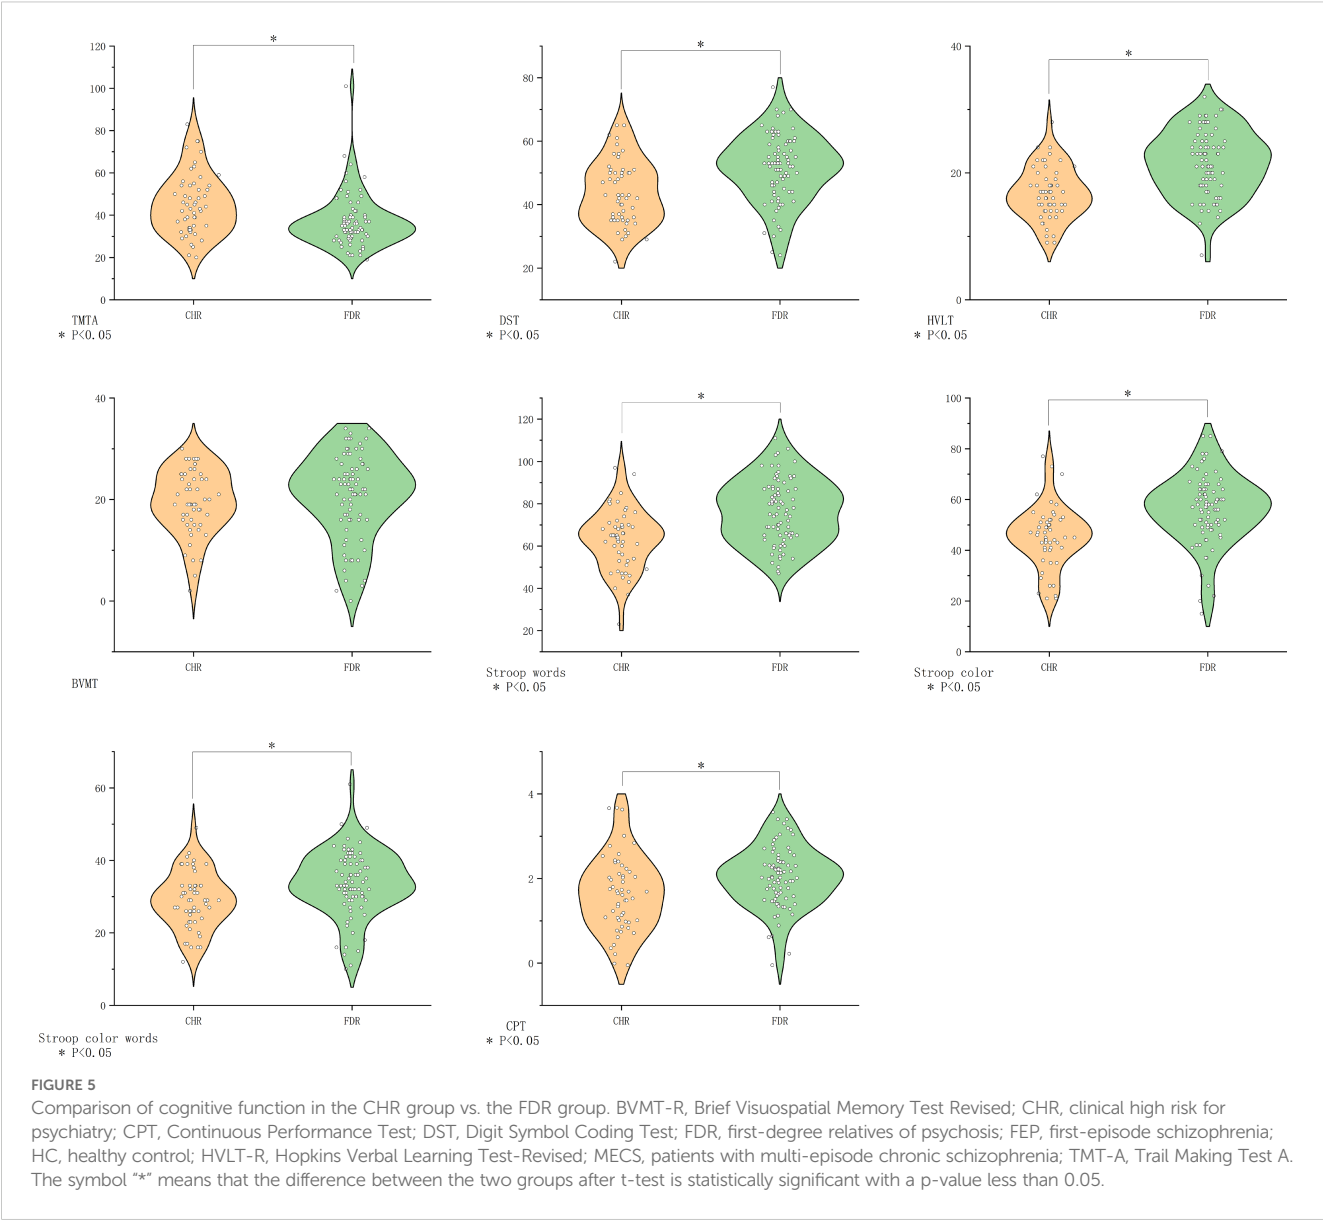 *
120
100
80
60
40
20
0
CHR
FDR
TMTA
* P<0.05
*
80
60
40
20
CHR
FDR
DST
* P<0.05
*
40
20
0
CHR
FDR
HVLT
* P<0.05
40
20
0
CHR
FDR
BVMT
*
120
100
80
60
40
20
CHR
FDR
Stroop words
* P<0.05
*
100
80
60
40
20
0
CHR
FDR
Stroop color
* P<0.05
*
60
40
20
0
CHR
FDR
Stroop color words
* P<0.05
*
4
2
0
CHR
FDR
CPT
* P<0.05
FIGURE 5
Comparison of cognitive function in the CHR group vs. the FDR group. BVMT-R, Brief Visuospatial Memory Test Revised; CHR, clinical high risk for
psychiatry; CPT, Continuous Performance Test; DST, Digit Symbol Coding Test; FDR, first-degree relatives of psychosis; FEP, first-episode schizophrenia;
HC, healthy control; HVLT-R, Hopkins Verbal Learning Test-Revised; MECS, patients with multi-episode chronic schizophrenia; TMT-A, Trail Making Test A.
The symbol “*” means that the difference between the two groups after t-test is statistically significant with a p-value less than 0.05.